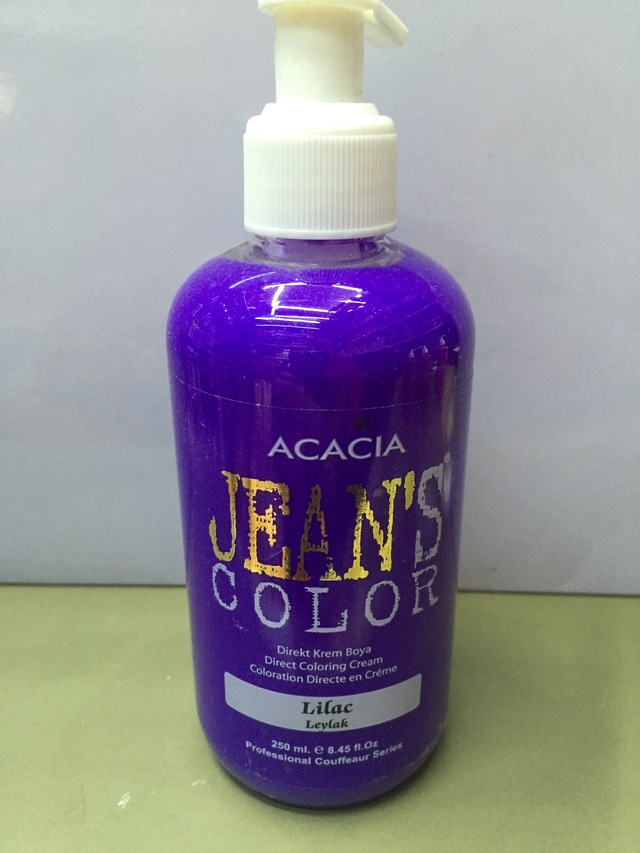 ACACIA
JEAN'S®
COLOR
Direkt Krem Boya
Direct Coloring Cream
Coloration Directe en Créme
Lilac
Leylak
250 ml. ℮ 8.45 fl.Oz
Professional Couffeaur Series